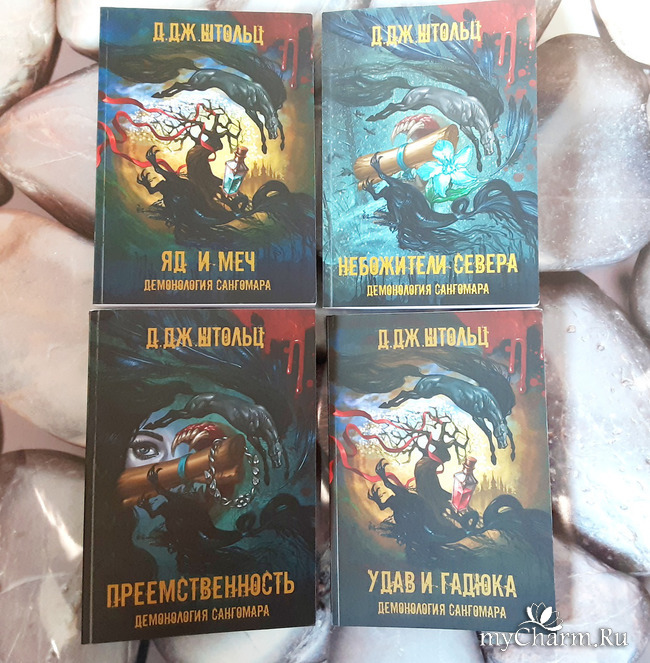 Д.ДЖ.ШТОЛЬЦ
ЯД И МЕЧ
ДЕМОНОЛОГИЯ САНГОМАРА
Д.ДЖ.ШТОЛЬЦ
НЕБОЖИТЕЛИ СЕВЕРА
ДЕМОНОЛОГИЯ САНГОМАРА
Д.ДЖ.ШТОЛЬЦ
ПРЕЕМСТВЕННОСТЬ
ДЕМОНОЛОГИЯ САНГОМАРА
Д.ДЖ.ШТОЛЬЦ
УДАВ И ГАДЮКА
ДЕМОНОЛОГИЯ САНГОМАРА
myCharm.Ru